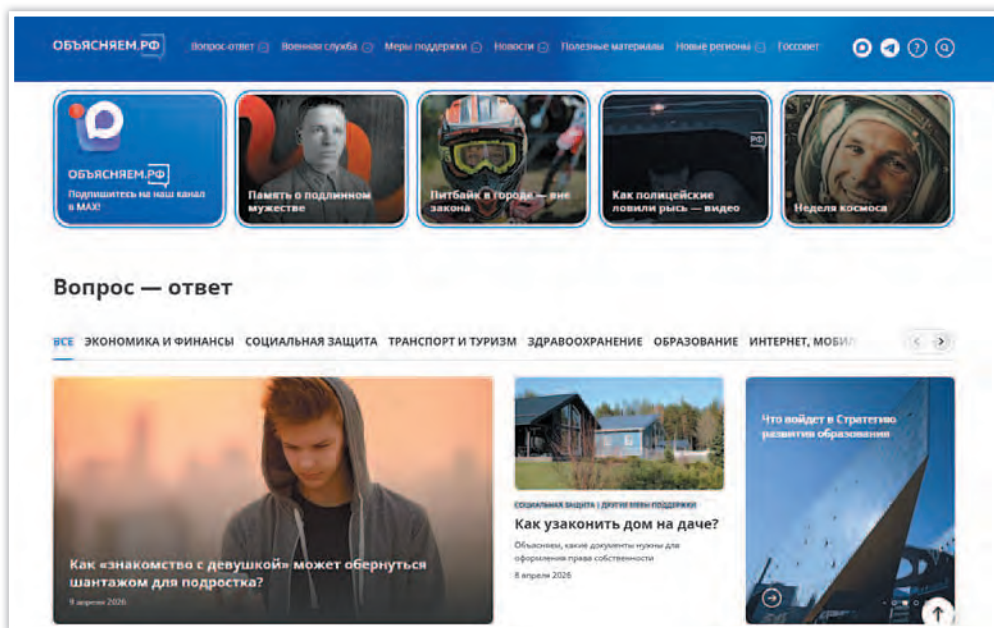 ОБЪЯСНЯЕМ.РФ
Вопрос-ответ
Военная служба
Меры поддержки
Новости
Полезные материалы
Новые регионы
Госсовет
?
ОБЪЯСНЯЕМ.РФ
Подпишитесь на наш канал
в MAX!
Память о подлинном
мужестве
Питбайк в городе — вне
закона
РФ
Как полицейские
ловили рысь — видео
Неделя космоса
Вопрос — ответ
ВСЕ ЭКОНОМИКА И ФИНАНСЫ СОЦИАЛЬНАЯ ЗАЩИТА ТРАНСПОРТ И ТУРИЗМ ЗДРАВООХРАНЕНИЕ ОБРАЗОВАНИЕ ИНТЕРНЕТ, МОБИЛ
Как «знакомство с девушкой» может обернуться
шантажом для подростка?
9 апреля 2026
СОЦИАЛЬНАЯ ЗАЩИТА | ДРУГИЕ МЕРЫ ПОДДЕРЖКИ
Как узаконить дом на даче?
Объясняем, какие документы нужны для
оформления права собственности
8 апреля 2026
Что войдет в Стратегию
развития образования